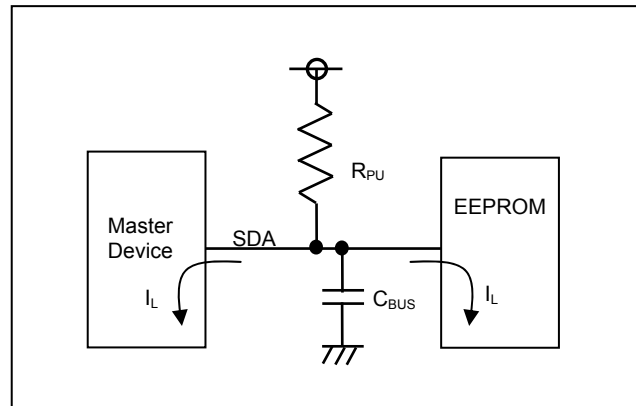 R_PU
EEPROM
Master
Device
SDA
I_L
C_BUS
I_L